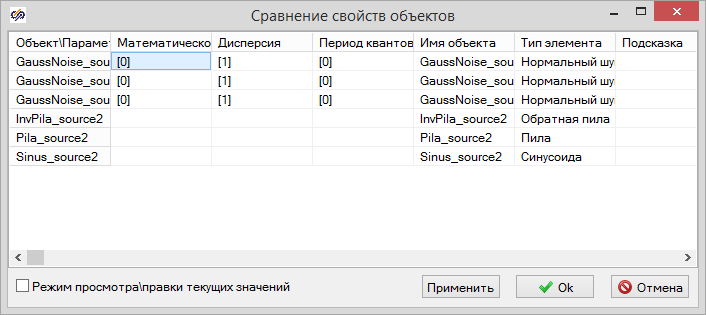 Сравнение свойств объектов
Объект\Парамет Математическо Дисперсия Период квантов Имя объекта Тип элемента Подсказка
GaussNoise_sou [0] [1] [0] GaussNoise_sou Нормальный шу
GaussNoise_sou [0] [1] [0] GaussNoise_sou Нормальный шу
GaussNoise_sou [0] [1] [0] GaussNoise_sou Нормальный шу
InvPila_source2 InvPila_source2 Обратная пила
Pila_source2 Pila_source2 Пила
Sinus_source2 Sinus_source2 Синусоида
Режим просмотра\правки текущих значений Применить Ok Отмена